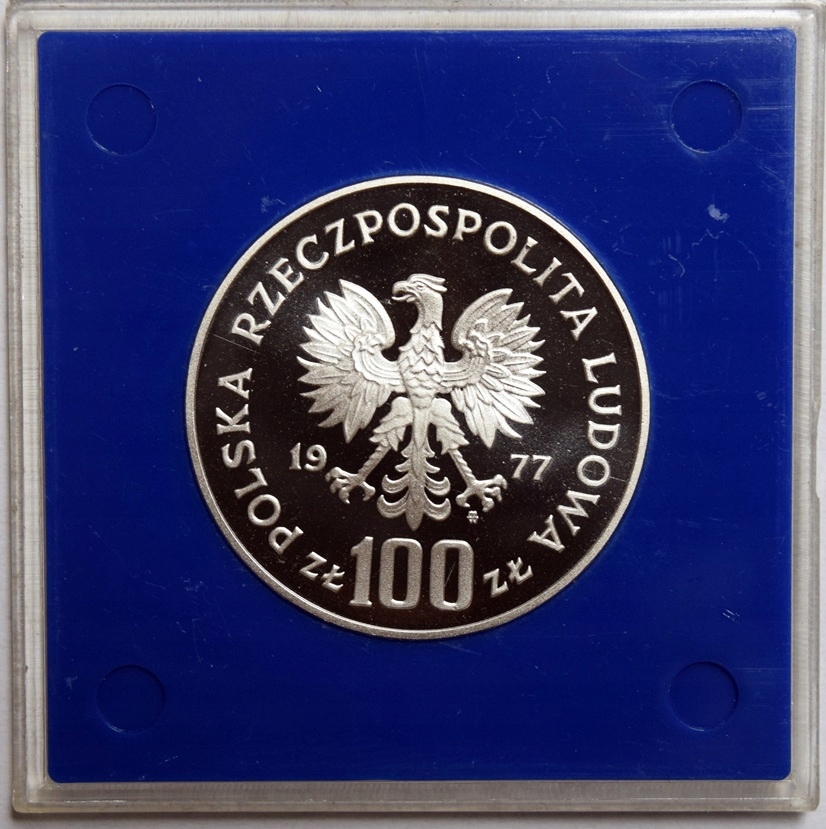 POLSKA RZECZPOSPOLITA LUDOWA
19 77
ZŁ 100 ZŁ